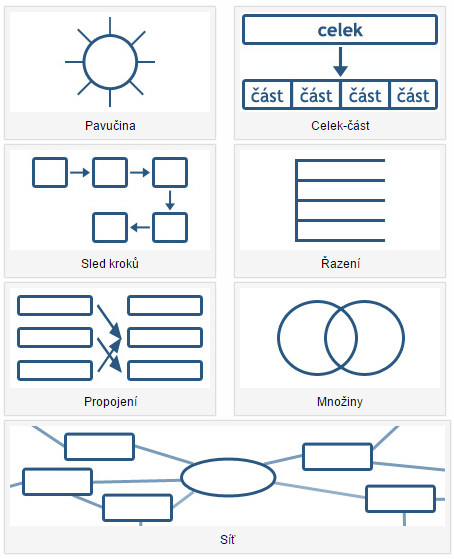 Pavučina
celek
část část část část
Celek-část
Sled kroků
Řazení
Propojení
Množiny
Síť